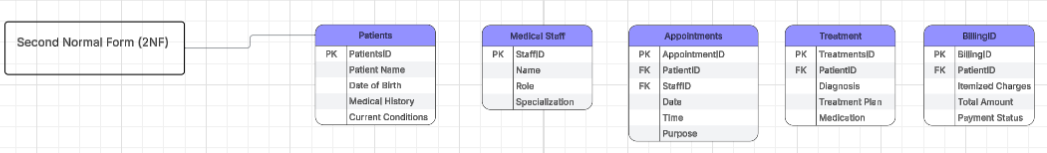 Second Normal Form (2NF)
Patients
PK PatientsID
Patient Name
Date of Birth
Medical History
Current Conditions
Medical Staff
PK StaffID
Name
Role
Specialization
Appointments
PK AppointmentID
FK PatientID
FK StaffID
Date
Time
Purpose
Treatment
PK TreatmentsID
FK PatientID
Diagnosis
Treatment Plan
Medication
BillingID
PK BillingID
FK PatientID
Itemized Charges
Total Amount
Payment Status